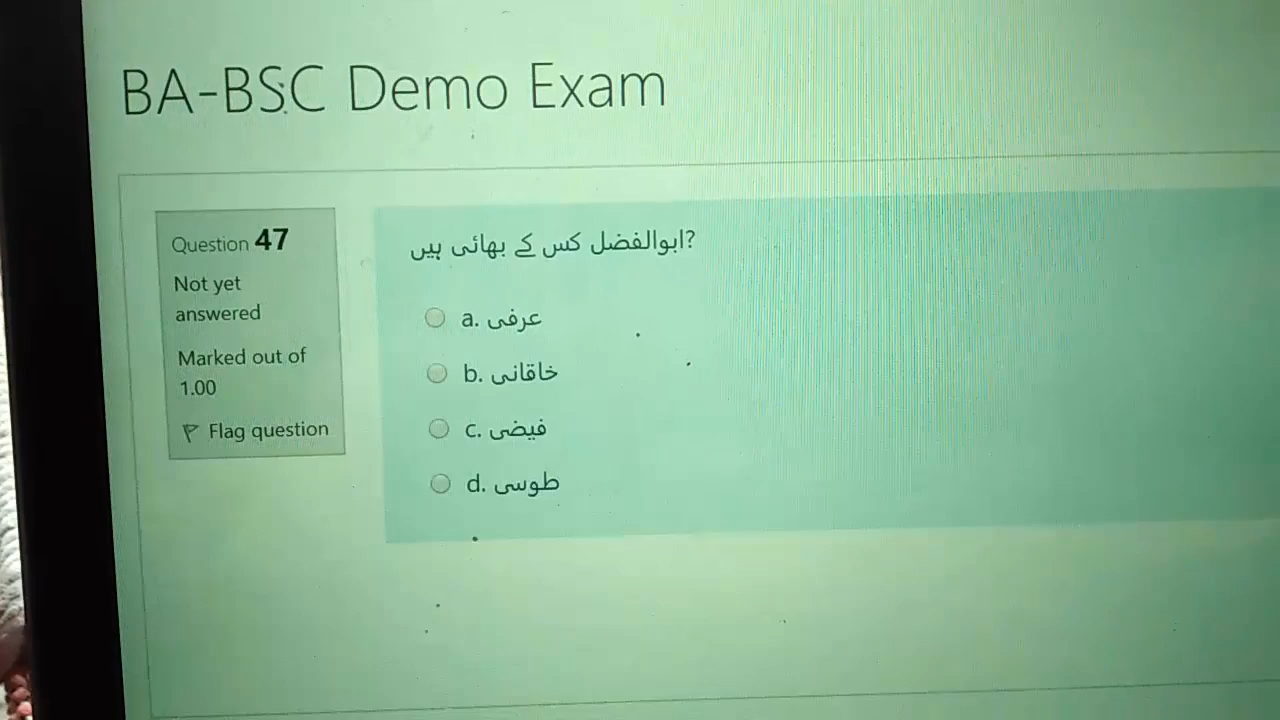 BA-BSC Demo Exam
Question 47
Not yet
answered
Marked out of
1.00
Flag question
ابوالفضل کس کے بھائی ہیں?
a. عرفی
b. خاقانی
c. فیضی
d. طوسی